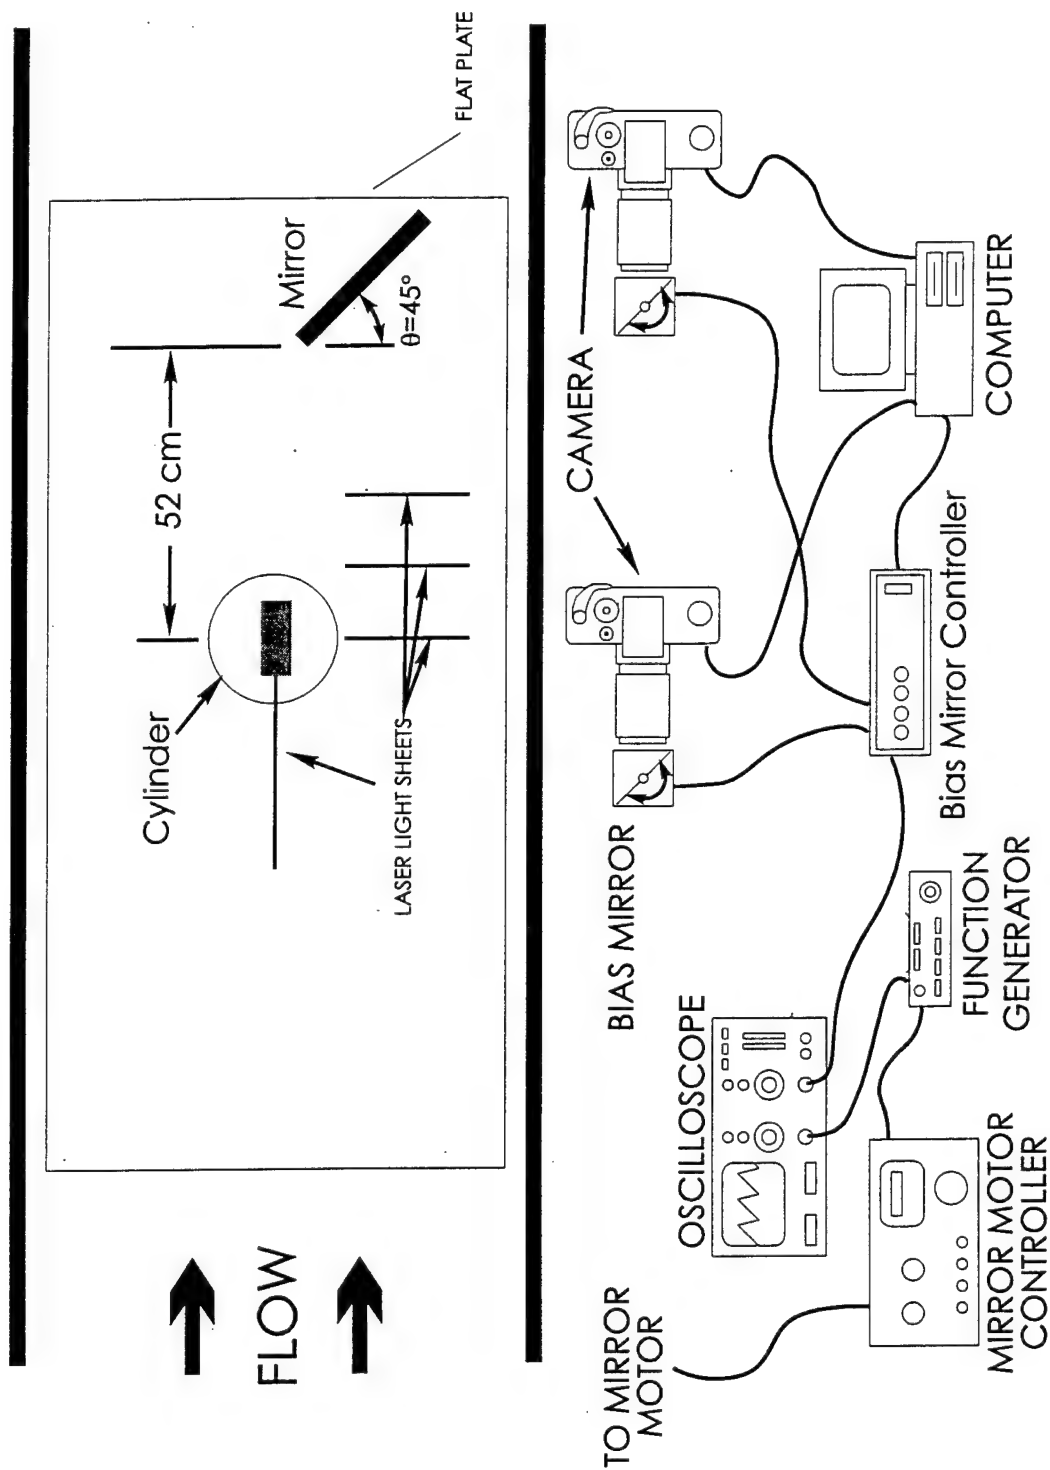 FLOW
Cylinder
52 cm
Mirror
θ=45°
FLAT PLATE
LASER LIGHT SHEETS
TO MIRROR
MOTOR
OSCILLOSCOPE
BIAS MIRROR
CAMERA
MIRROR MOTOR
CONTROLLER
FUNCTION
GENERATOR
Bias Mirror Controller
COMPUTER